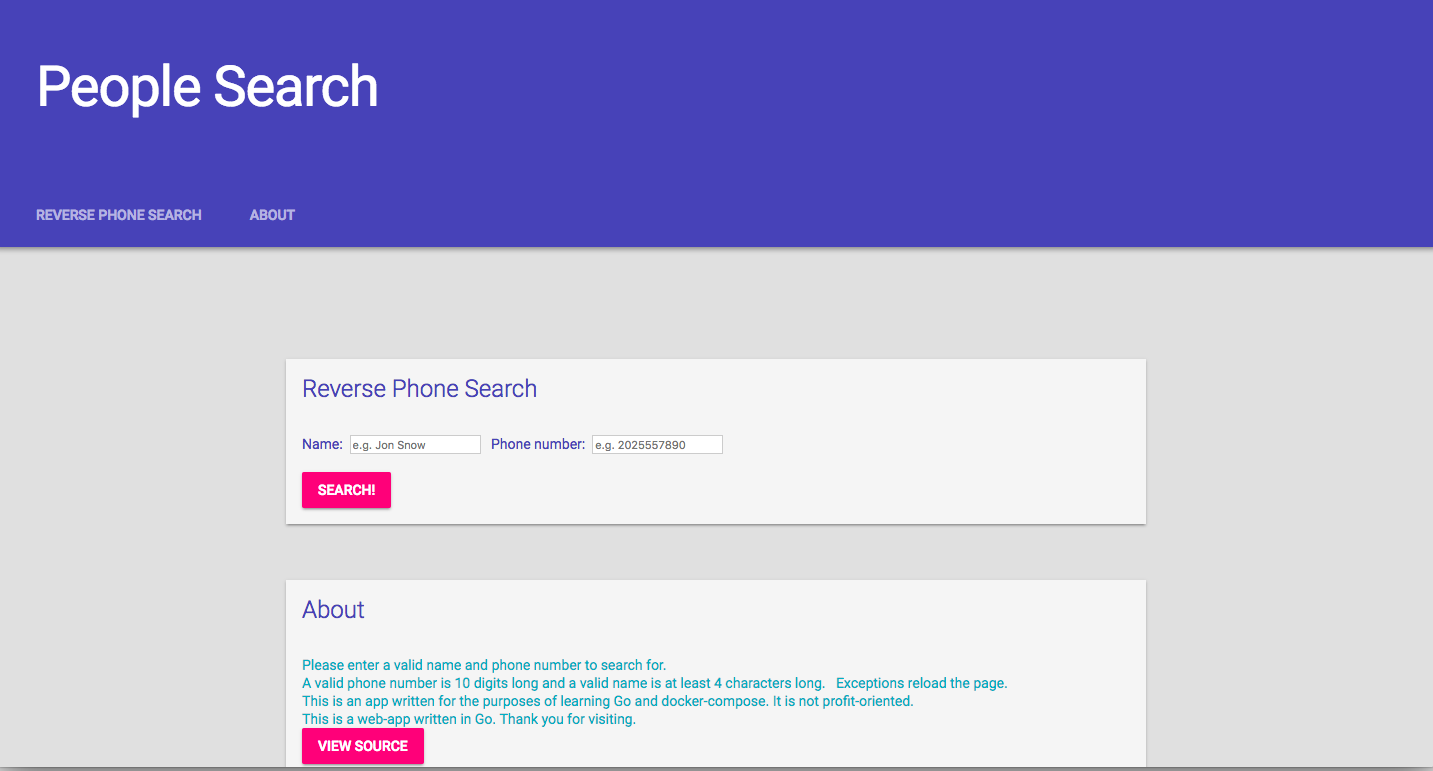 People Search
REVERSE PHONE SEARCH ABOUT
Reverse Phone Search
Name: e.g. Jon Snow Phone number: e.g. 2025557890
SEARCH!
About
Please enter a valid name and phone number to search for.
A valid phone number is 10 digits long and a valid name is at least 4 characters long. Exceptions reload the page.
This is an app written for the purposes of learning Go and docker-compose. It is not profit-oriented.
This is a web-app written in Go. Thank you for visiting.
VIEW SOURCE